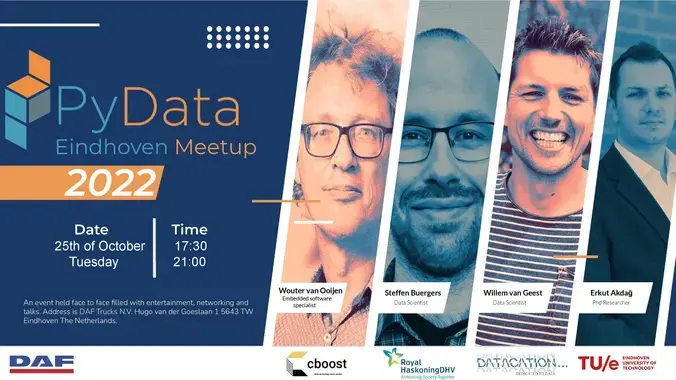 PyData
Eindhoven Meetup
2022
Date
25th of October
Tuesday
Time
17:30
21:00
An event held face to face filled with entertainment, networking and
talks. Address is DAF Trucks N.V. Hugo van der Goeslaan 1 5643 TW
Eindhoven The Netherlands.
Wouter van Ooijen
Embedded software
specialist
Steffen Buergers
Data Scientist
Willem van Geest
Data Scientist
Erkut Akdağ
Phd Researcher
DAF
cboost
Royal
HaskoningDHV
Enhancing Society Together
DATACATION...
TU/e
EINDHOVEN
UNIVERSITY OF
TECHNOLOGY